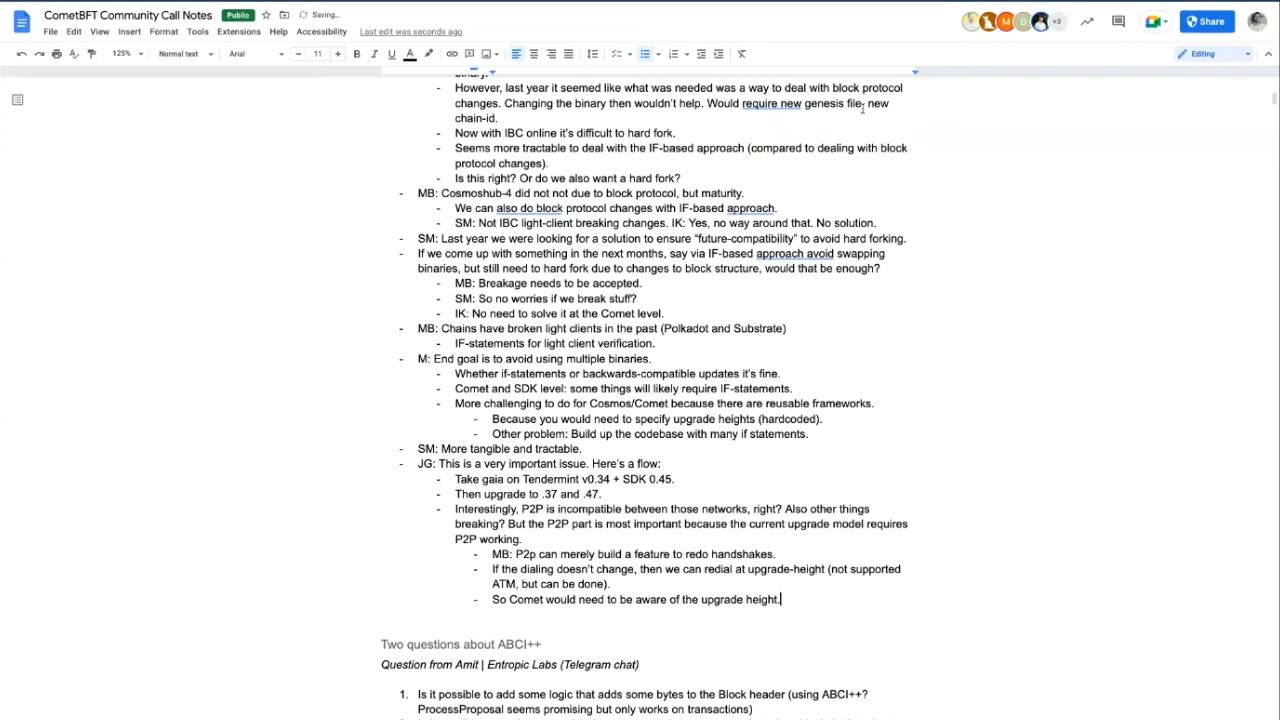 CometBFT Community Call Notes Public Saving...
Share
File Edit View Insert Format Tools Extensions Help Accessibility Last edit was seconds ago
+3
125% Normal text Arial 11 Editing
However, last year it seemed like what was needed was a way to deal with block protocol
changes. Changing the binary then wouldn't help. Would require new genesis file, new
chain-id.
- Now with IBC online it's difficult to hard fork.
- Seems more tractable to deal with the IF-based approach (compared to dealing with block
protocol changes).
- Is this right? Or do we also want a hard fork?
- MB: Cosmoshub-4 did not not due to block protocol, but maturity.
- We can also do block protocol changes with IF-based approach.
- SM: Not IBC light-client breaking changes. IK: Yes, no way around that. No solution.
- SM: Last year we were looking for a solution to ensure "future-compatibility" to avoid hard forking.
- If we come up with something in the next months, say via IF-based approach avoid swapping
binaries, but still need to hard fork due to changes to block structure, would that be enough?
- MB: Breakage needs to be accepted.
- SM: So no worries if we break stuff?
- IK: No need to solve it at the Comet level.
- MB: Chains have broken light clients in the past (Polkadot and Substrate)
- IF-statements for light client verification.
- M: End goal is to avoid using multiple binaries.
- Whether if-statements or backwards-compatible updates it's fine.
- Comet and SDK level: some things will likely require IF-statements.
- More challenging to do for Cosmos/Comet because there are reusable frameworks.
- Because you would need to specify upgrade heights (hardcoded).
- Other problem: Build up the codebase with many if statements.
- SM: More tangible and tractable.
- JG: This is a very important issue. Here's a flow:
- Take gaia on Tendermint v0.34 + SDK 0.45.
- Then upgrade to .37 and .47.
- Interestingly, P2P is incompatible between those networks, right? Also other things
breaking? But the P2P part is most important because the current upgrade model requires
P2P working.
- MB: P2p can merely build a feature to redo handshakes.
- If the dialing doesn't change, then we can redial at upgrade-height (not supported
ATM, but can be done).
- So Comet would need to be aware of the upgrade height.
Two questions about ABCI++
Question from Amit | Entropic Labs (Telegram chat)
1. Is it possible to add some logic that adds some bytes to the Block header (using ABCI++?
ProcessProposal seems promising but only works on transactions)